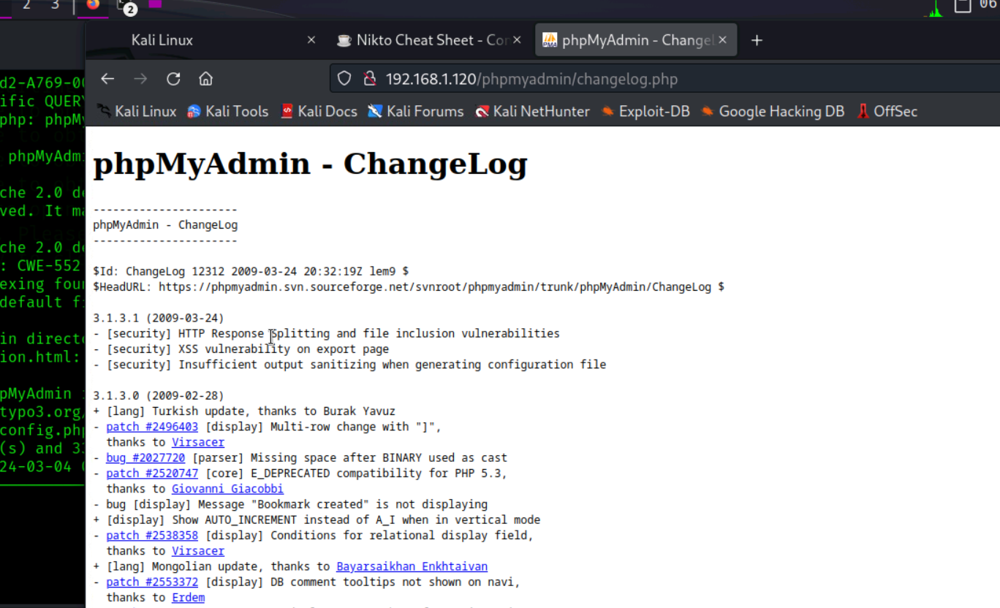 2 3 2 06
Kali Linux × Nikto Cheat Sheet - Co × PMA phpMyAdmin - Change × +
192.168.1.120/phpmyadmin/changelog.php
Kali Linux Kali Tools Kali Docs Kali Forums Kali NetHunter Exploit-DB Google Hacking DB OffSec
d2-A769-0
ific QUER
php: phpM
phpMyAdm
che 2.0 d
ved. It m
che 2.0 d
: CWE-552
exing fou
default f
in direct
ion.html:
pMyAdmin
typo3.org/
config.ph
(s) and 3
24-03-04
phpMyAdmin - ChangeLog
----------------------
phpMyAdmin - ChangeLog
----------------------
$Id: ChangeLog 12312 2009-03-24 20:32:19Z lem9 $
$HeadURL: https://phpmyadmin.svn.sourceforge.net/svnroot/phpmyadmin/trunk/phpMyAdmin/ChangeLog $
3.1.3.1 (2009-03-24)
- [security] HTTP Response Splitting and file inclusion vulnerabilities
- [security] XSS vulnerability on export page
- [security] Insufficient output sanitizing when generating configuration file
3.1.3.0 (2009-02-28)
+ [lang] Turkish update, thanks to Burak Yavuz
- patch #2496403 [display] Multi-row change with "]",
thanks to Virsacer
- bug #2027720 [parser] Missing space after BINARY used as cast
- patch #2520747 [core] E_DEPRECATED compatibility for PHP 5.3,
thanks to Giovanni Giacobbi
- bug [display] Message "Bookmark created" is not displaying
+ [display] Show AUTO_INCREMENT instead of A_I when in vertical mode
- patch #2538358 [display] Conditions for relational display field,
thanks to Virsacer
+ [lang] Mongolian update, thanks to Bayarsaikhan Enkhtaivan
- patch #2553372 [display] DB comment tooltips not shown on navi,
thanks to Erdem